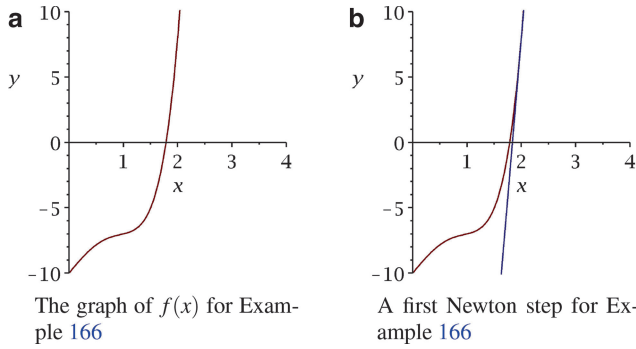 a
10
5
y
0
1
2
3
4
x
−5
−10
The graph of f(x) for Exam-
ple 166
b
10
5
y
0
1
2
3
4
x
−5
−10
A first Newton step for Ex-
ample 166